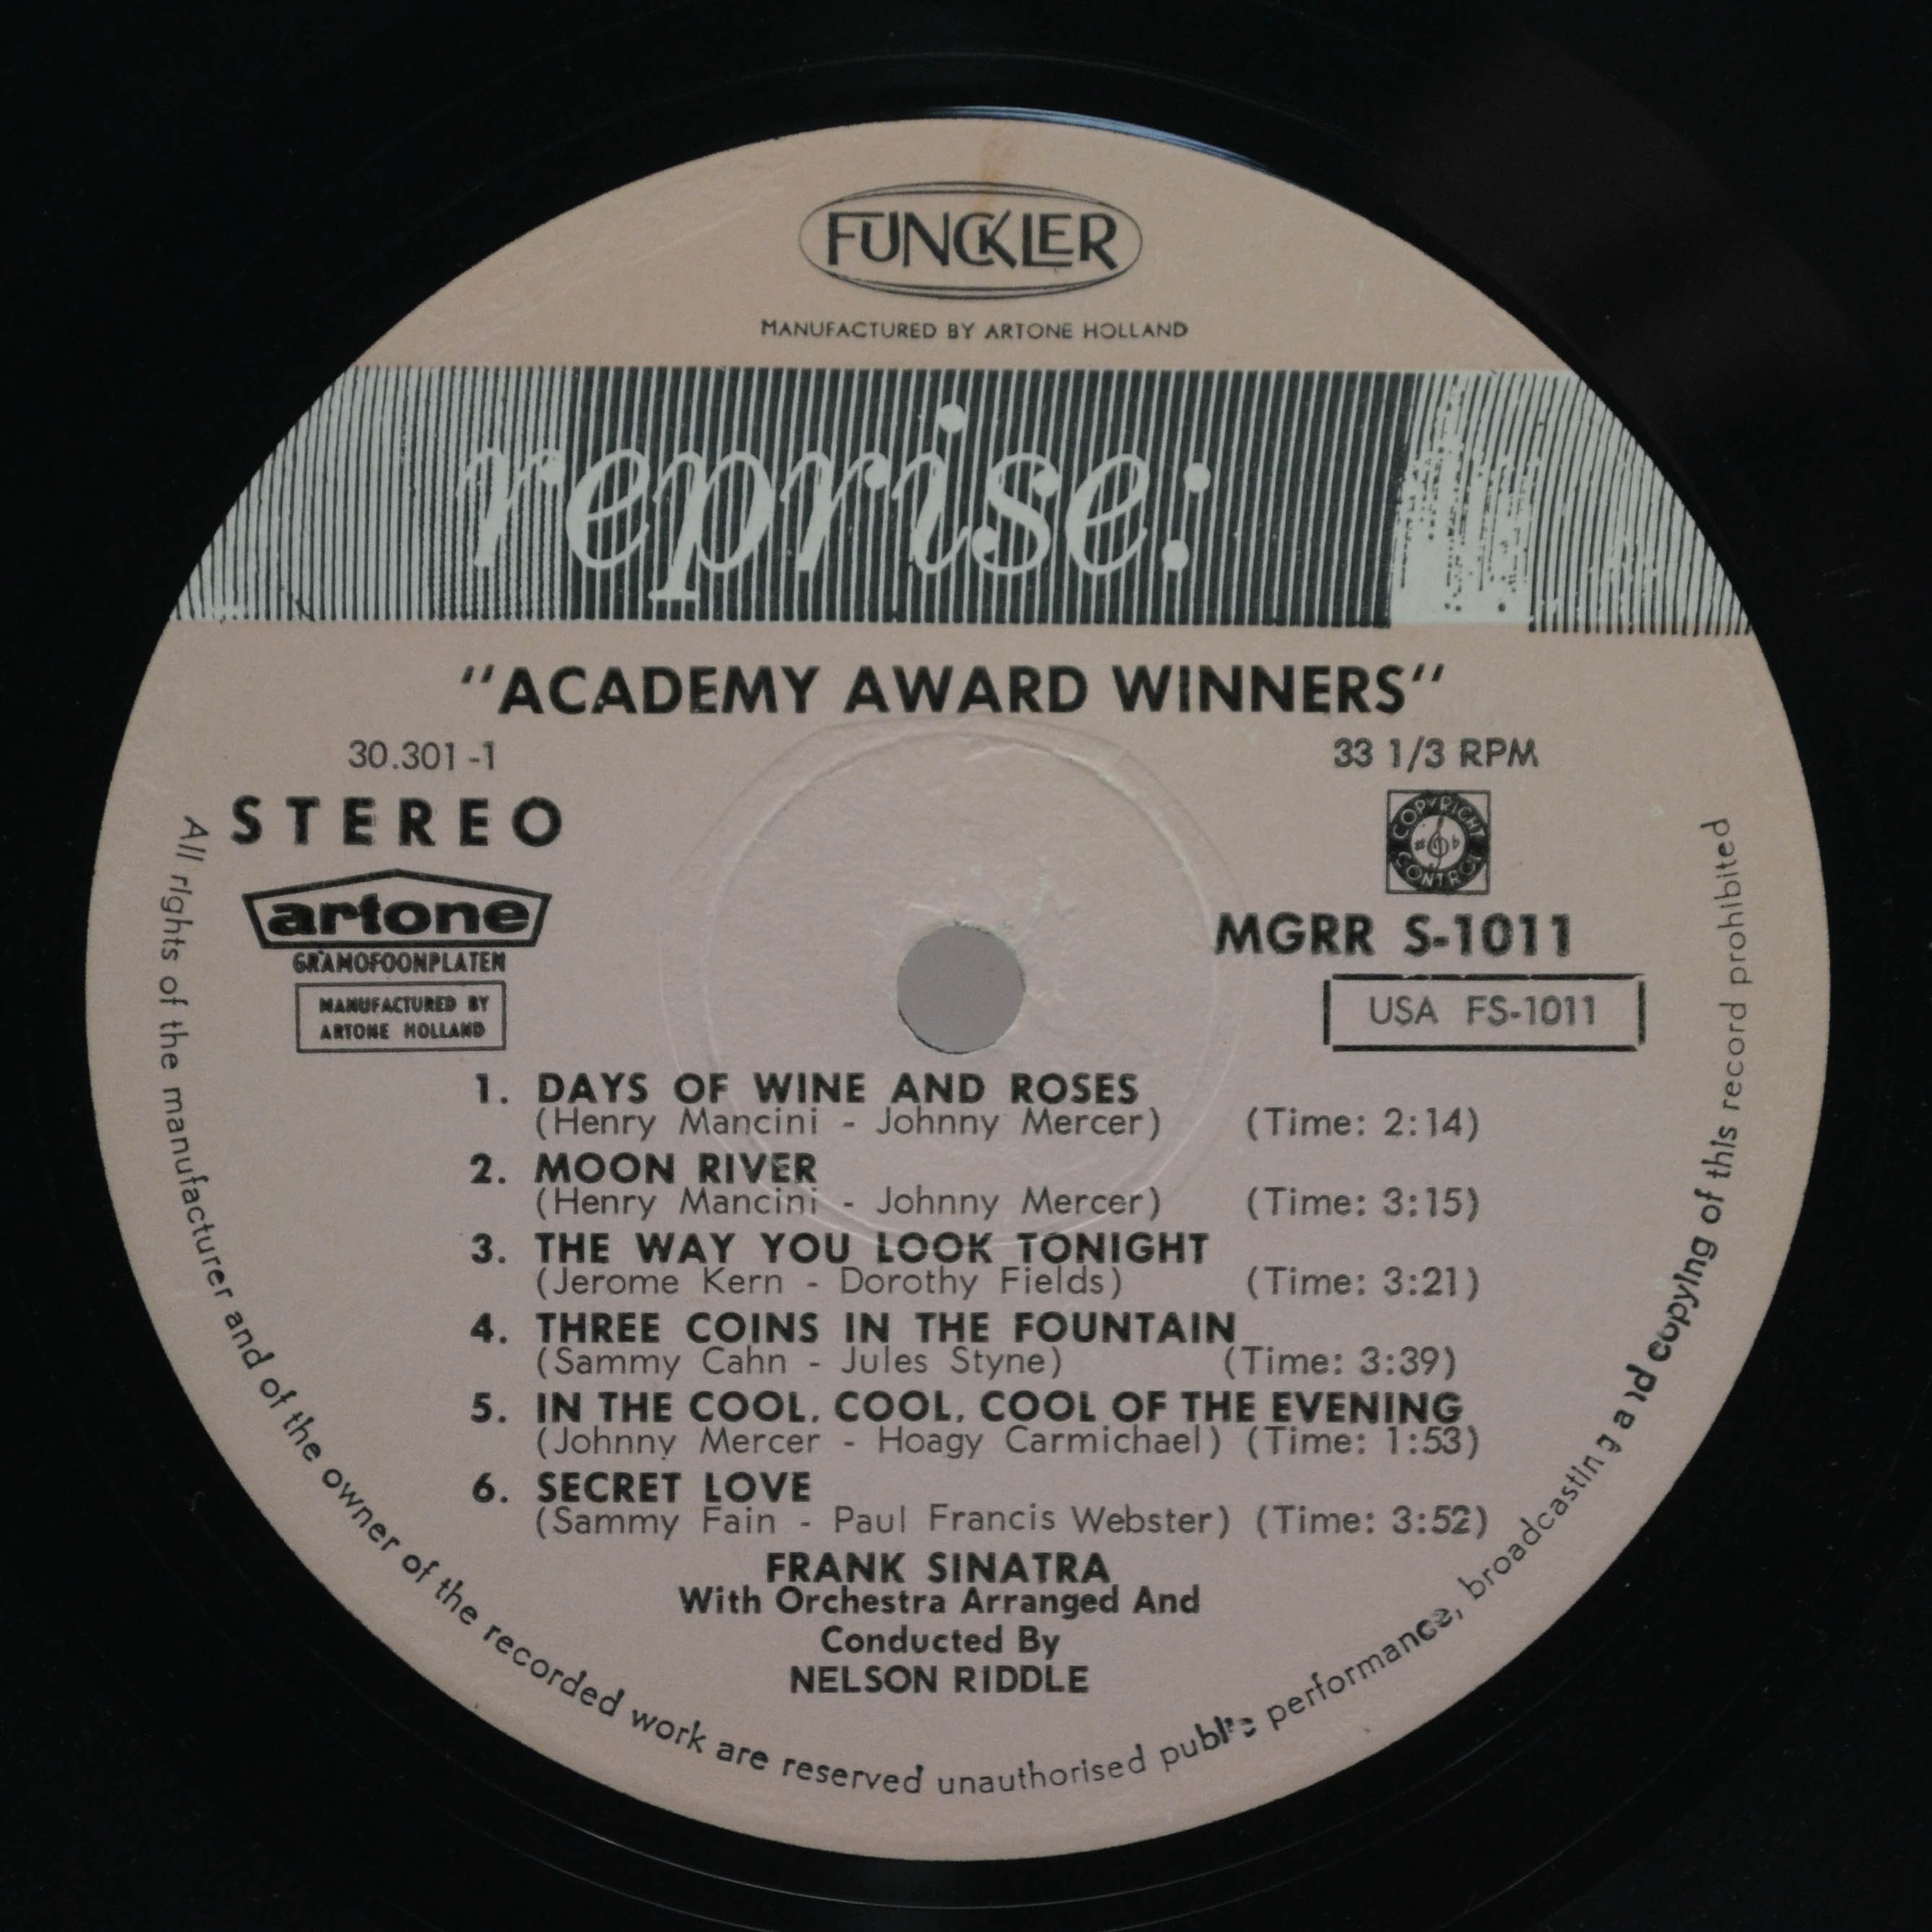 FUNCKLER
MANUFACTURED BY ARTONE HOLLAND
reprise:
"ACADEMY AWARD WINNERS"
30.301-1
33 1/3 RPM
STEREO
COPYRIGHT CONTROL
artone
GRAMOFOONPLATEN
MANUFACTURED BY
ARTONE HOLLAND
MGRR S-1011
USA FS-1011
1. DAYS OF WINE AND ROSES
(Henry Mancini - Johnny Mercer) (Time: 2:14)
2. MOON RIVER
(Henry Mancini - Johnny Mercer) (Time: 3:15)
3. THE WAY YOU LOOK TONIGHT
(Jerome Kern - Dorothy Fields) (Time: 3:21)
4. THREE COINS IN THE FOUNTAIN
(Sammy Cahn - Jules Styne) (Time: 3:39)
5. IN THE COOL, COOL, COOL OF THE EVENING
(Johnny Mercer - Hoagy Carmichael) (Time: 1:53)
6. SECRET LOVE
(Sammy Fain - Paul Francis Webster) (Time: 3:52)
FRANK SINATRA
With Orchestra Arranged And
Conducted By
NELSON RIDDLE
All rights of the manufacturer and of the owner of the recorded work are reserved unauthorised public performance, broadcasting and copying of this record prohibited